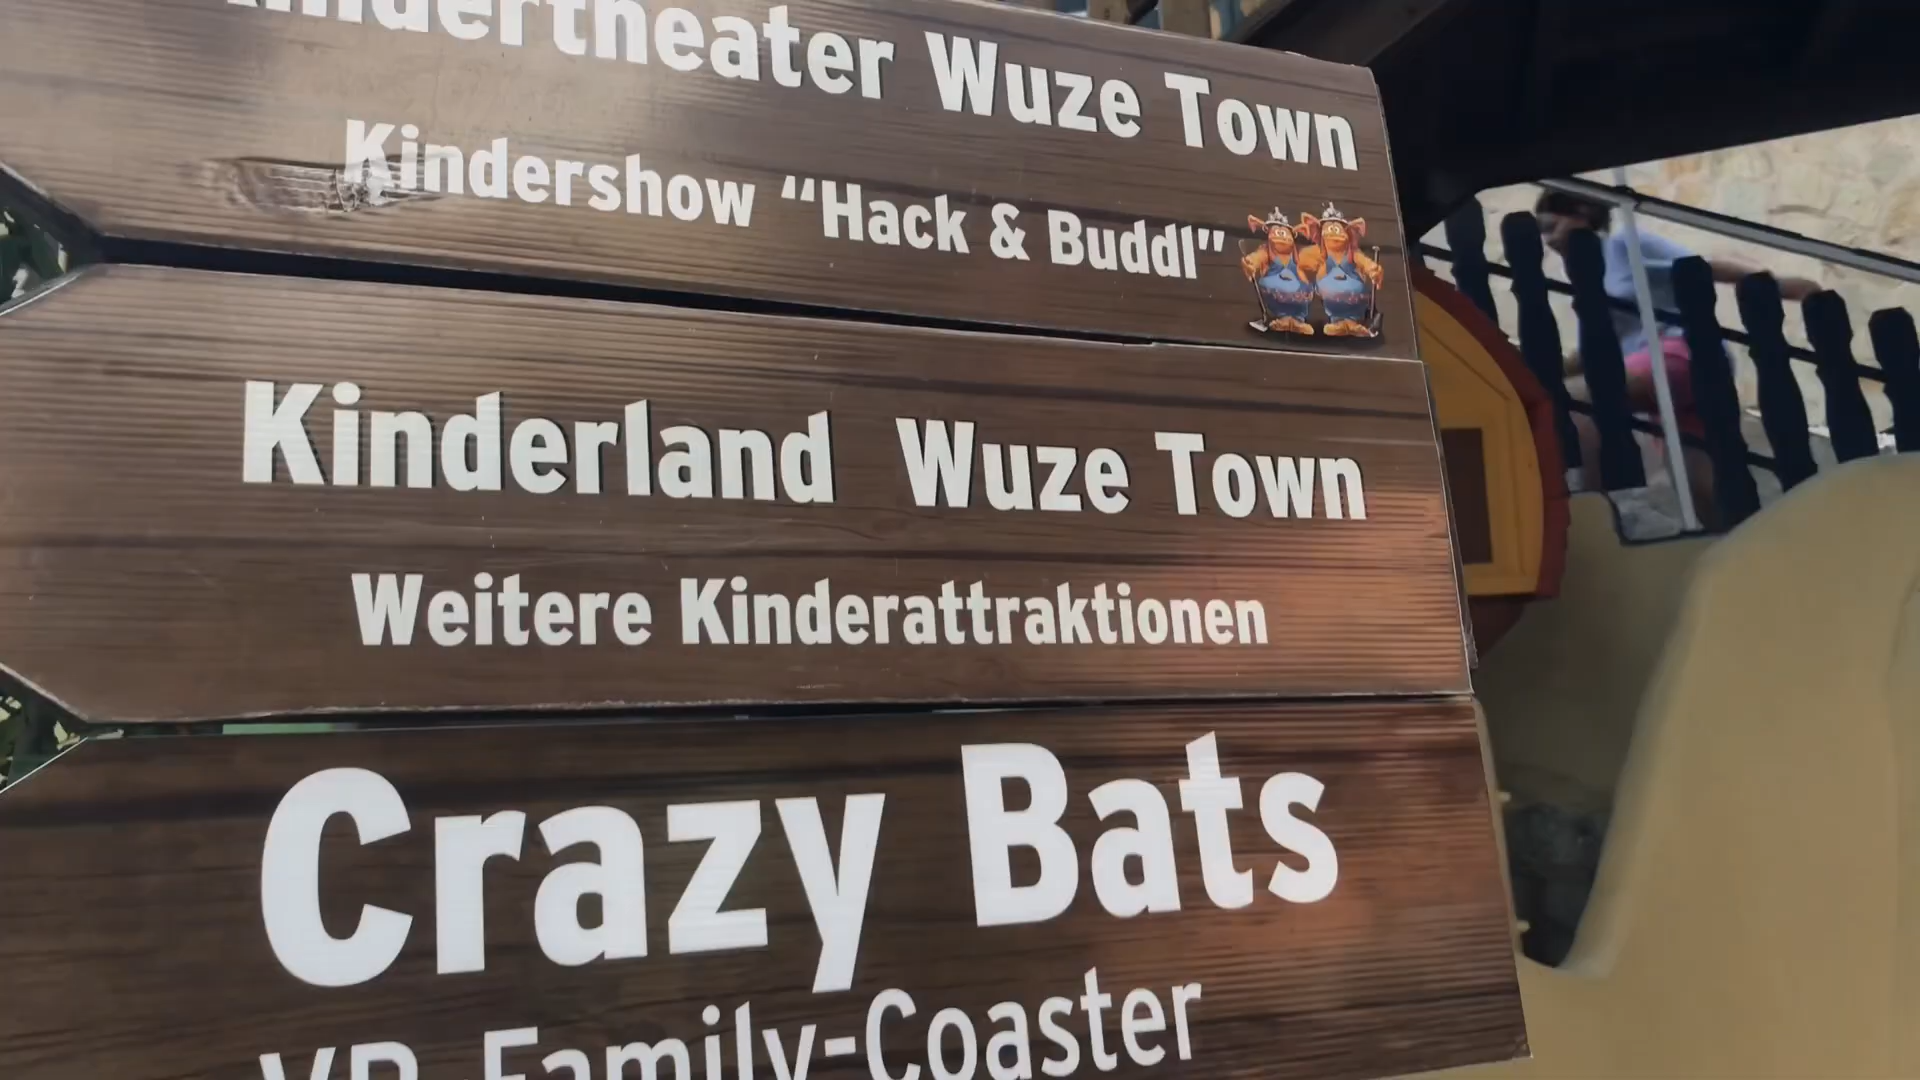 Kindertheater Wuze Town
Kindershow “Hack & Buddl”
Kinderland Wuze Town
Weitere Kinderattraktionen
Crazy Bats
VR-Family-Coaster